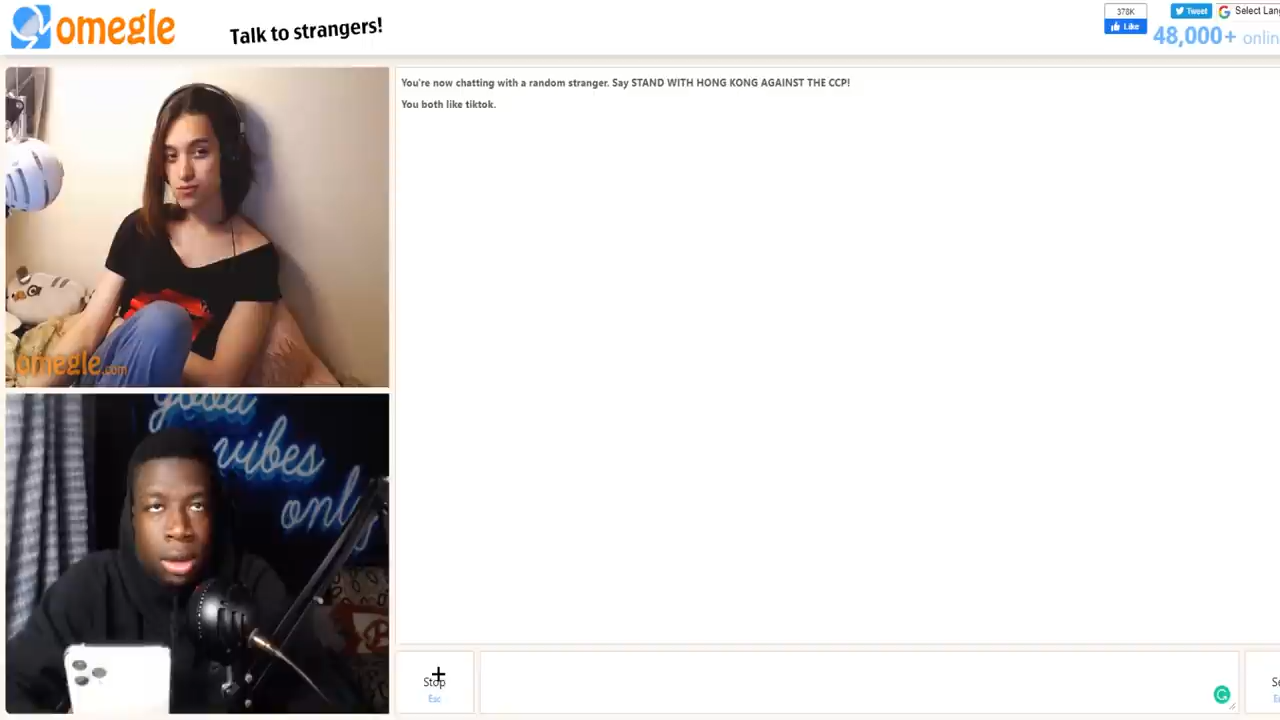 omegle
Talk to strangers!
378K
Like
Tweet
Select Lang
48,000+ onlin
You're now chatting with a random stranger. Say STAND WITH HONG KONG AGAINST THE CCP!
You both like tiktok.
omegle.com
good
vibes
only
Stop
Esc